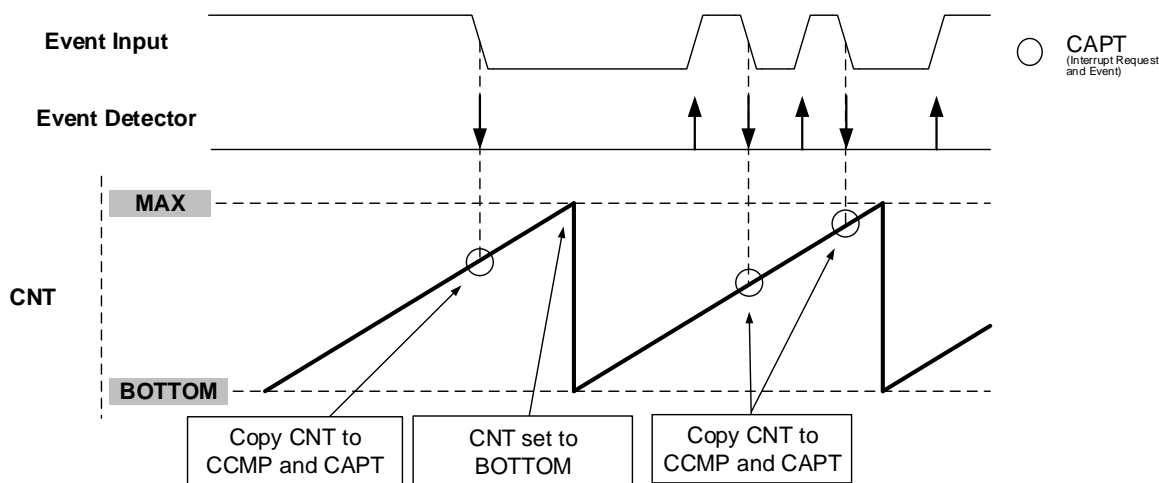 Event Input
CAPT
(Interrupt Request
and Event)
Event Detector
MAX
CNT
BOTTOM
Copy CNT to
CCMP and CAPT
CNT set to
BOTTOM
Copy CNT to
CCMP and CAPT